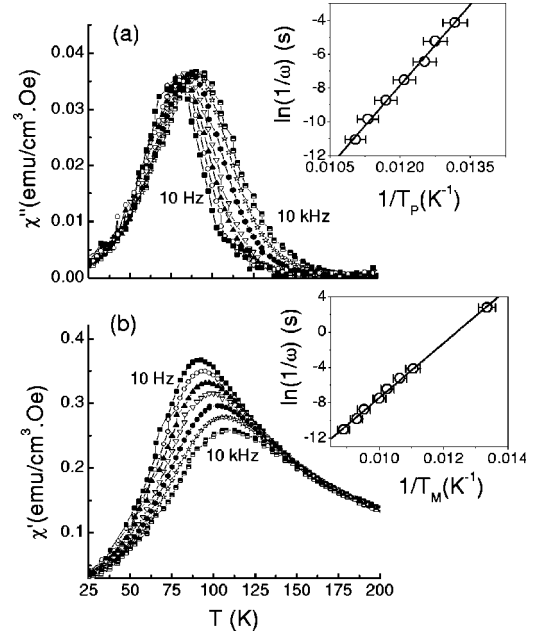 (a)
0.04
0.03
0.02
0.01
0.00
χ''(emu/cm³.Oe)
10 Hz
10 kHz
-4
-6
-8
-10
-12
ln(1/ω) (s)
0.0105 0.0120 0.0135
1/T_P(K⁻¹)
(b)
0.4
0.3
0.2
0.1
χ'(emu/cm³.Oe)
10 Hz
10 kHz
4
0
-4
-8
-12
ln(1/ω) (s)
0.010 0.012 0.014
1/T_M(K⁻¹)
25 50 75 100 125 150 175 200
T (K)